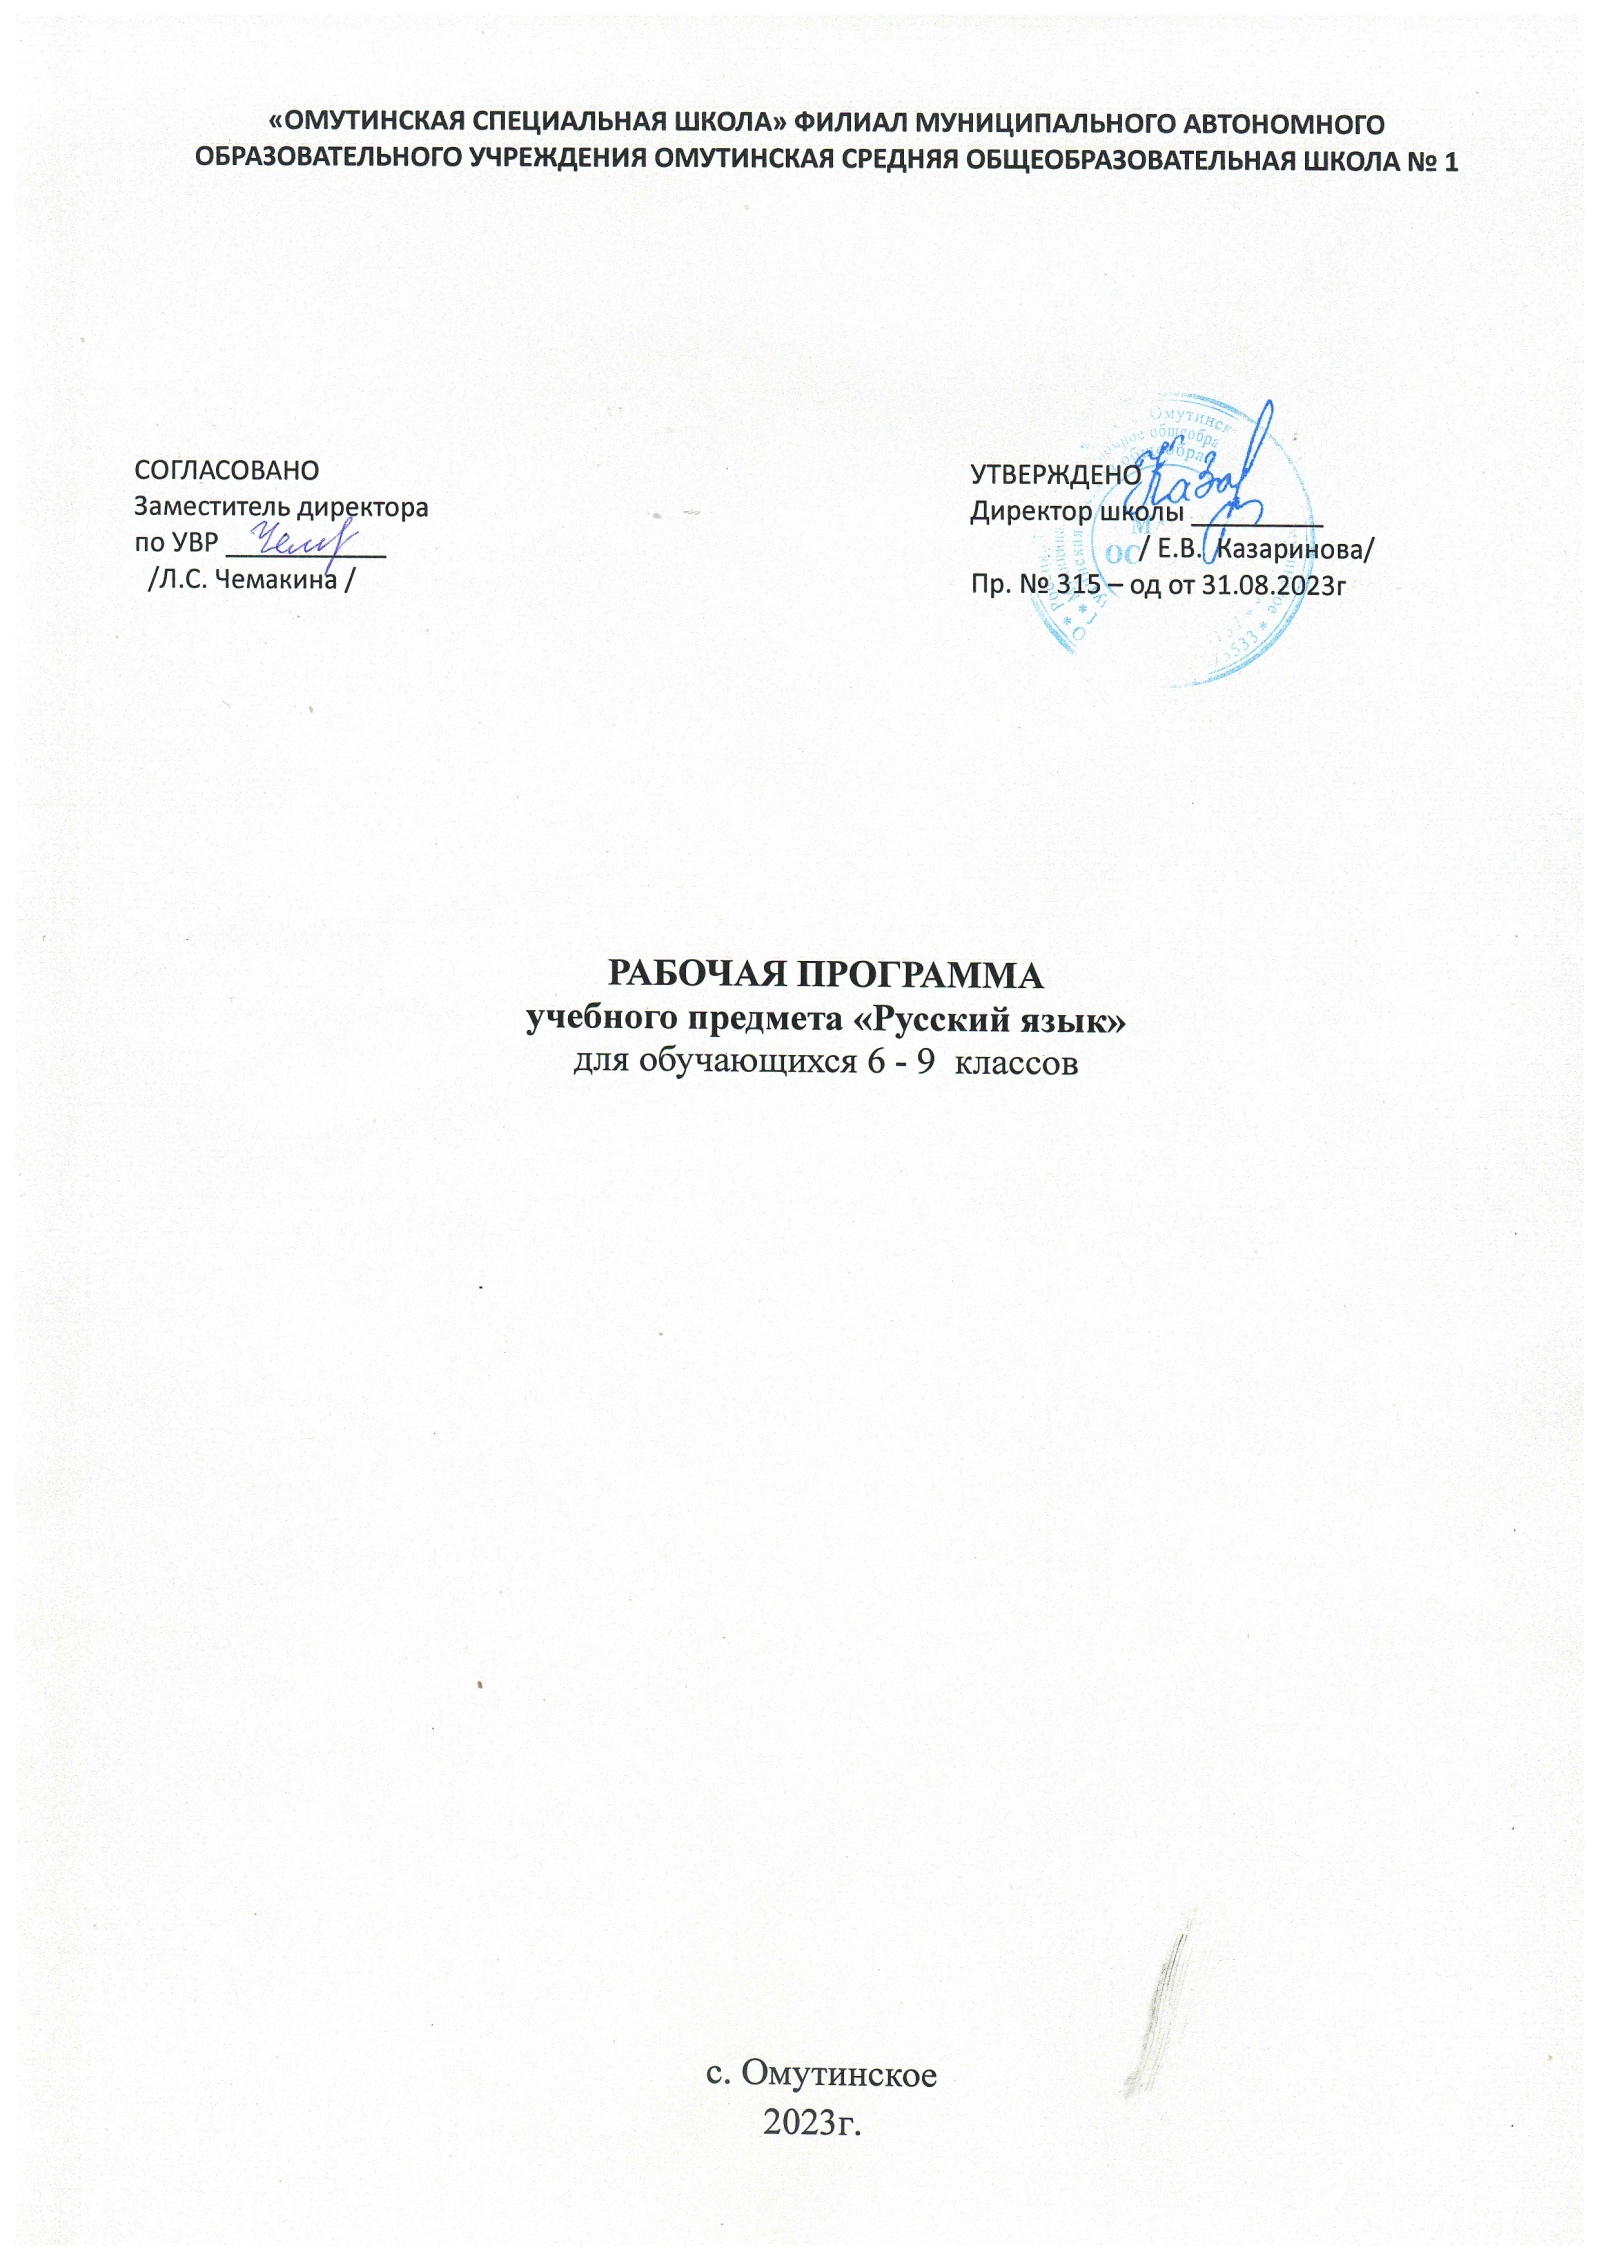 «ОМУТИНСКАЯ СПЕЦИАЛЬНАЯ ШКОЛА» ФИЛИАЛ МУНИЦИПАЛЬНОГО АВТОНОМНОГО
ОБРАЗОВАТЕЛЬНОГО УЧРЕЖДЕНИЯ ОМУТИНСКАЯ СРЕДНЯЯ ОБЩЕОБРАЗОВАТЕЛЬНАЯ ШКОЛА № 1
СОГЛАСОВАНО
Заместитель директора
по УВР ___________
/Л.С. Чемакина /
УТВЕРЖДЕНО
Директор школы _________
/ Е.В. Казаринова/
Пр. № 315 – од от 31.08.2023г
РАБОЧАЯ ПРОГРАММА
учебного предмета «Русский язык»
для обучающихся 6 - 9 классов
с. Омутинское
2023г.